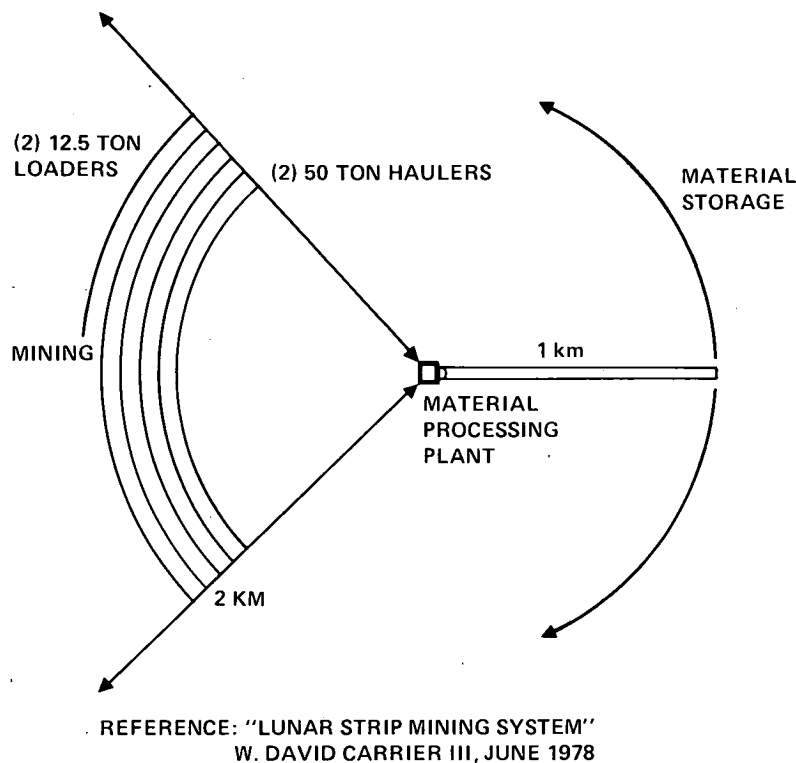 (2) 12.5 TON
LOADERS
(2) 50 TON HAULERS
MATERIAL
STORAGE
MINING
1 km
MATERIAL
PROCESSING
PLANT
2 KM
REFERENCE: "LUNAR STRIP MINING SYSTEM"
W. DAVID CARRIER III, JUNE 1978